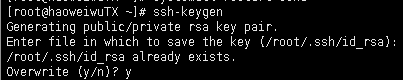 [root@haoweiwuTX ~]# ssh-keygen
Generating public/private rsa key pair.
Enter file in which to save the key (/root/.ssh/id_rsa):
/root/.ssh/id_rsa already exists.
Overwrite (y/n)? y